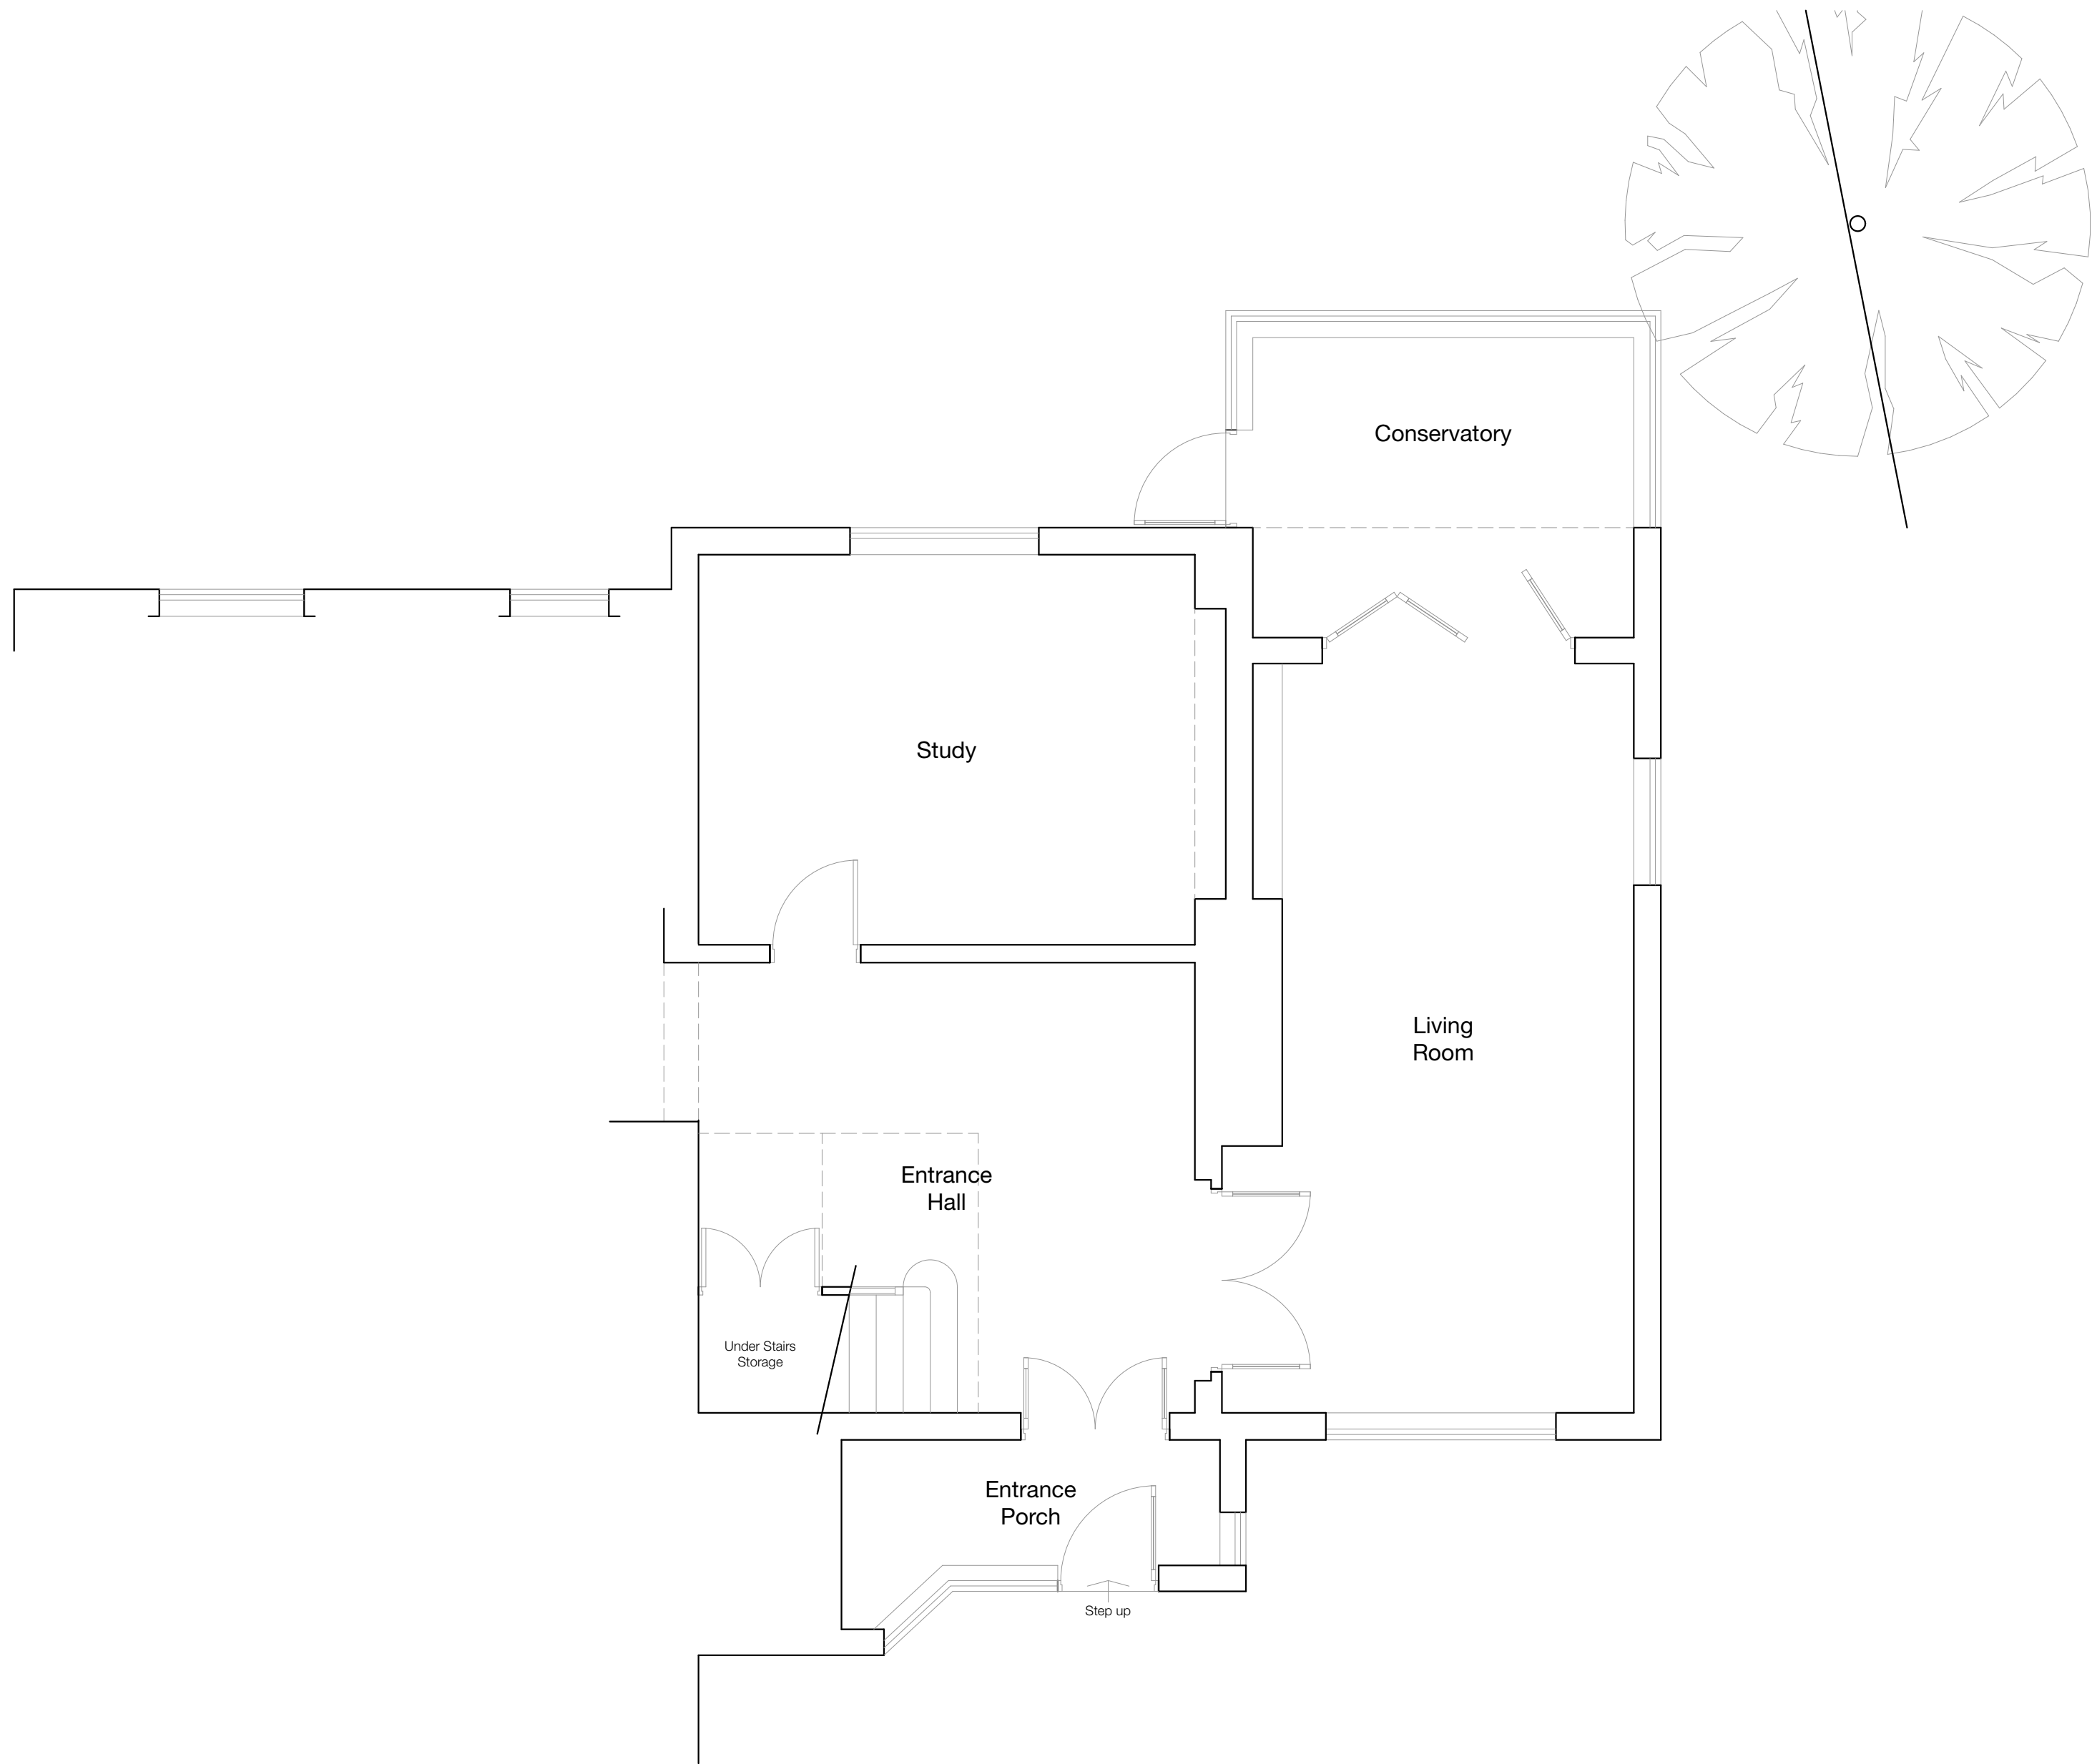 Conservatory
Study
Living
Room
Entrance
Hall
Under Stairs
Storage
Entrance
Porch
Step up